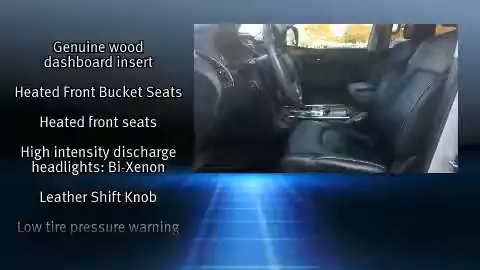 Genuine wood
dashboard insert
Heated Front Bucket Seats
Heated front seats
High intensity discharge
headlights: Bi-Xenon
Leather Shift Knob
Low tire pressure warning